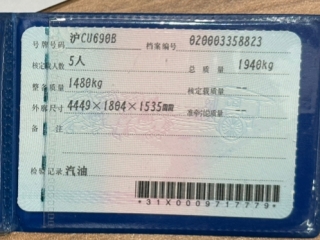 号牌号码 沪CU690B 档案编号 020003358823
核定载人数 5人 总质量 1940kg
整备质量 1480kg 核定载质量 --
外廓尺寸 4449×1804×1535mm 准牵引总质量 --
备注
检验记录 汽油
*31X0009717779*